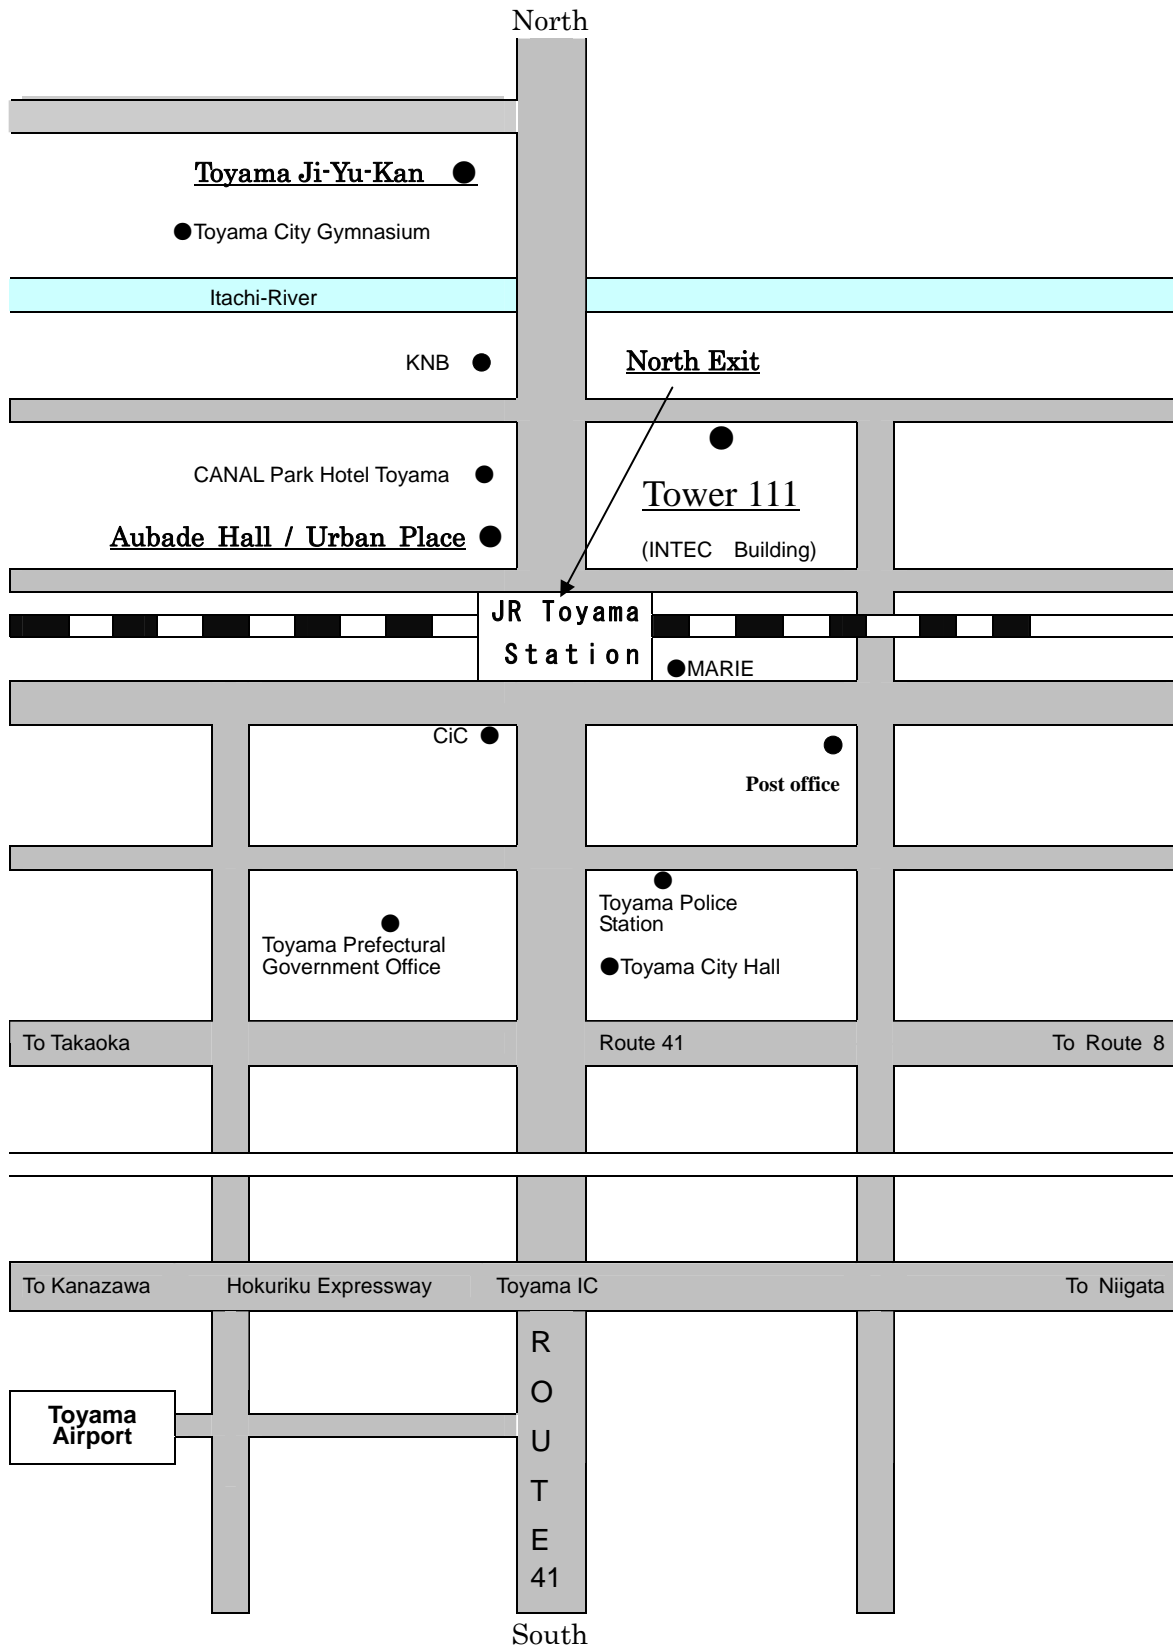 North
Toyama Ji-Yu-Kan
Toyama City Gymnasium
Itachi-River
KNB
North Exit
CANAL Park Hotel Toyama
Tower 111
Aubade Hall / Urban Place
(INTEC Building)
JR Toyama
Station
MARIE
CiC
Post office
Toyama Police
Station
Toyama Prefectural
Government Office
Toyama City Hall
To Takaoka
Route 41
To Route 8
To Kanazawa
Hokuriku Expressway
Toyama IC
To Niigata
R
O
U
T
E
41
Toyama
Airport
South